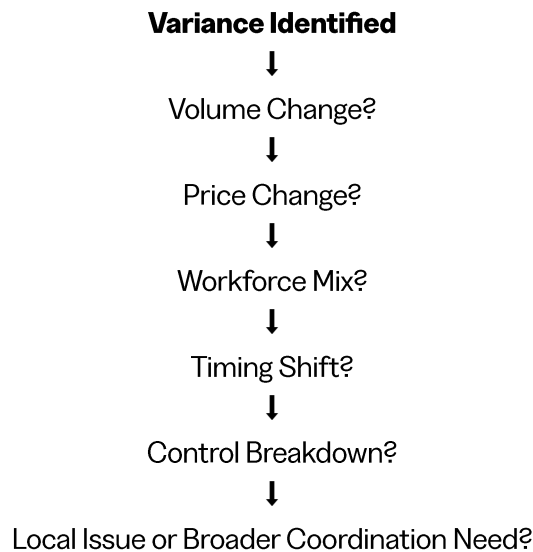 Variance Identified
Volume Change?
Price Change?
Workforce Mix?
Timing Shift?
Control Breakdown?
Local Issue or Broader Coordination Need?